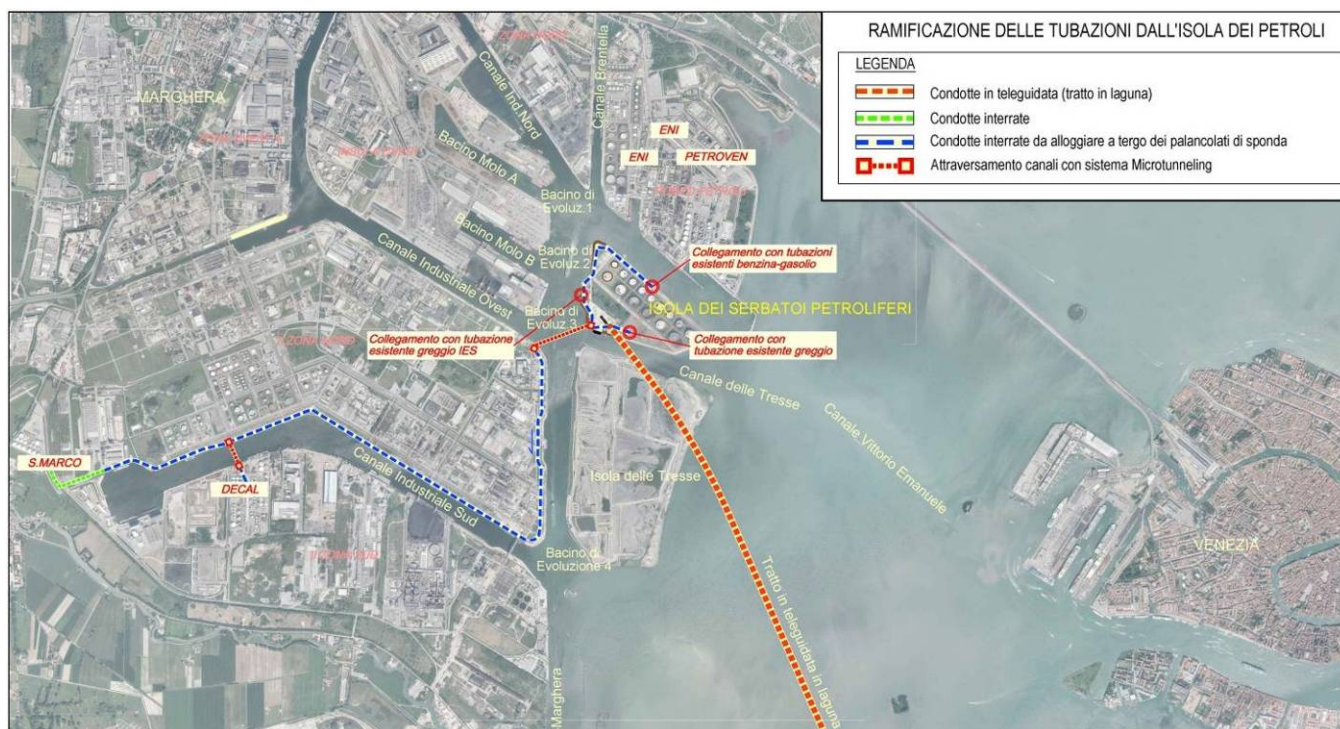 RAMIFICAZIONE DELLE TUBAZIONI DALL'ISOLA DEI PETROLI
LEGENDA
Condotte in teleguidata (tratto in laguna)
Condotte interrate
Condotte interrate da alloggiare a tergo dei palancolati di sponda
Attraversamento canali con sistema Microtunneling
MARGHERA
Canale Ind.Nord
Canale Brentella
ENI
ENI
PETROVEN
Bacino Molo A
Bacino di
Evoluz.1
Bacino Molo B
Bacino di
Evoluz.2
Collegamento con tubazioni
esistenti benzina-gasolio
Canale Industriale Ovest
ISOLA DEI SERBATOI PETROLIFERI
Bacino di
Evoluz.3
Collegamento con tubazione
esistente greggio IES
Collegamento con
tubazione esistente greggio
Canale delle Tresse
Canale Vittorio Emanuele
S.MARCO
DECAL
Canale Industriale Sud
Isola delle Tresse
Bacino di
Evoluzione 4
VENEZIA
Tratto in teleguidata in laguna
Marghera